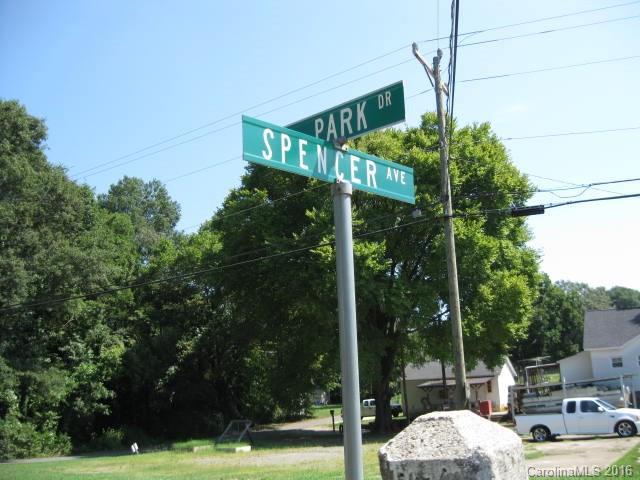 PARK DR
SPENCER AVE
CarolinaMLS 2016